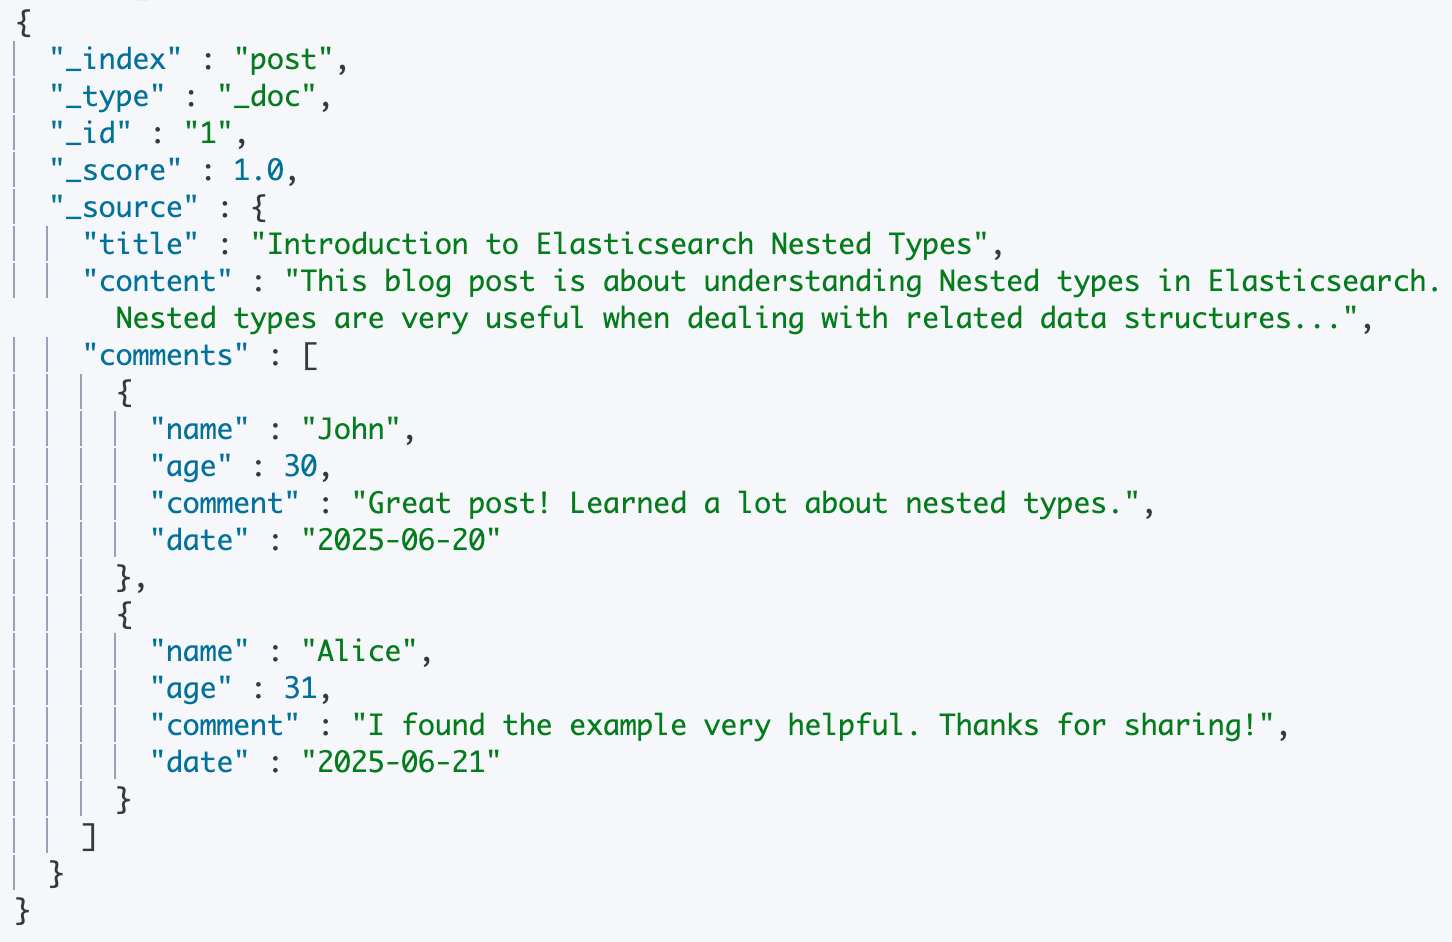 {
  "_index" : "post",
  "_type" : "_doc",
  "_id" : "1",
  "_score" : 1.0,
  "_source" : {
    "title" : "Introduction to Elasticsearch Nested Types",
    "content" : "This blog post is about understanding Nested types in Elasticsearch.
      Nested types are very useful when dealing with related data structures...",
    "comments" : [
      {
        "name" : "John",
        "age" : 30,
        "comment" : "Great post! Learned a lot about nested types.",
        "date" : "2025-06-20"
      },
      {
        "name" : "Alice",
        "age" : 31,
        "comment" : "I found the example very helpful. Thanks for sharing!",
        "date" : "2025-06-21"
      }
    ]
  }
}